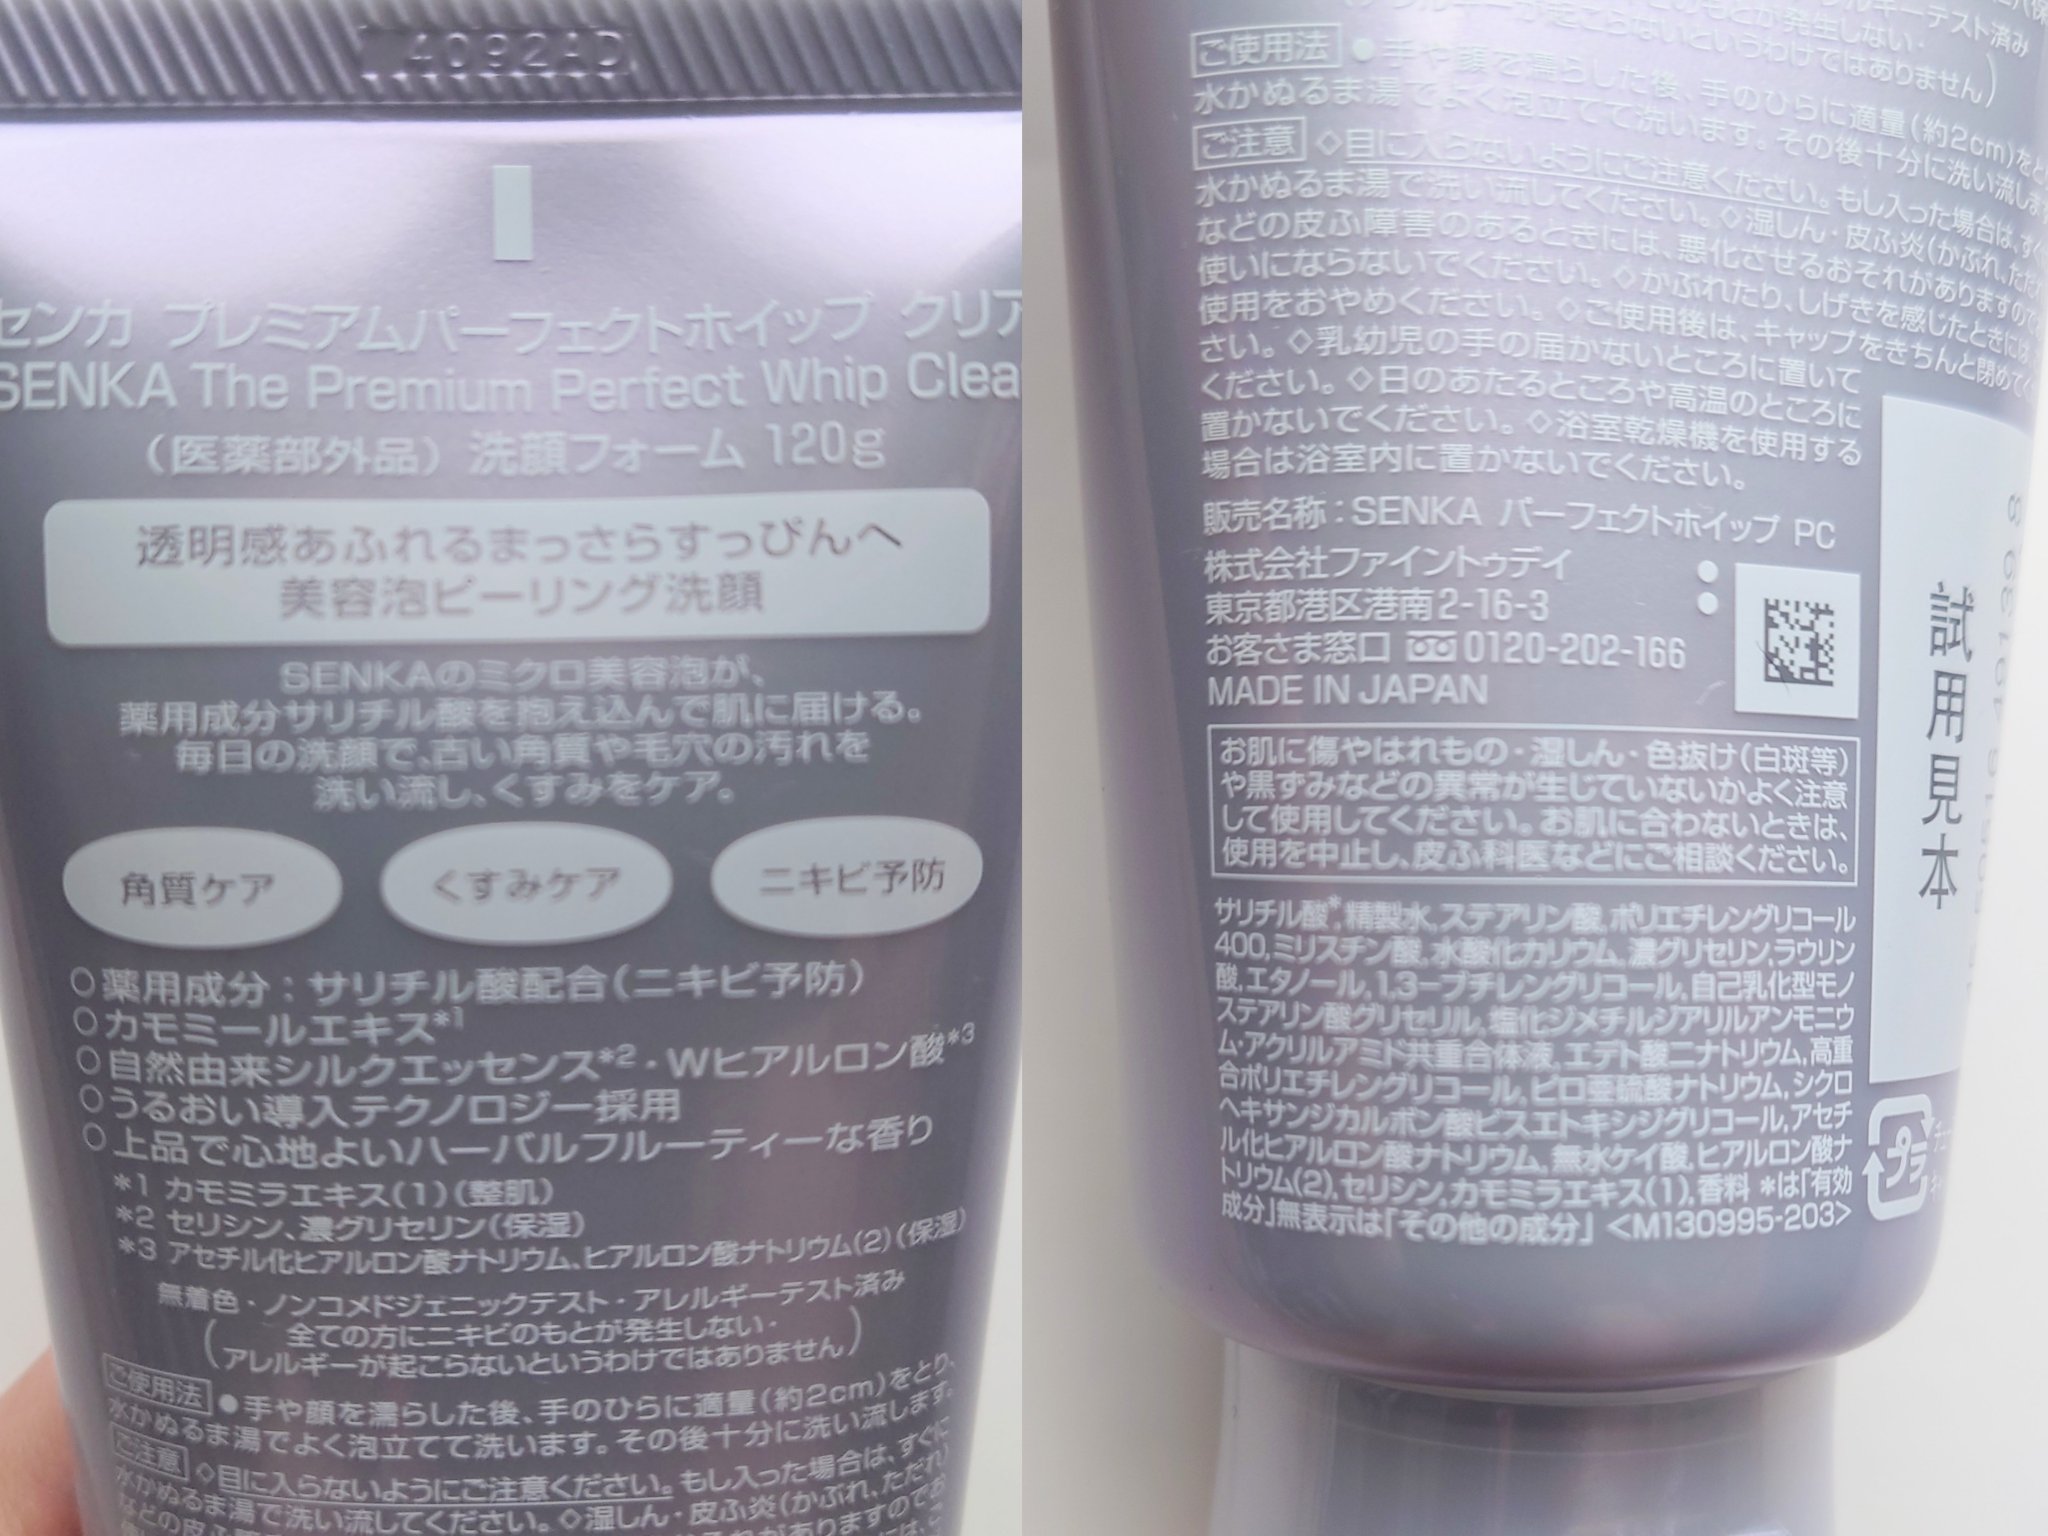 4092AD
センカ プレミアムパーフェクトホイップ クリア
SENKA The Premium Perfect Whip Clea
（医薬部外品） 洗顔フォーム 120g
透明感あふれるまっさらすっぴんへ
美容泡ピーリング洗顔
SENKAのミクロ美容泡が、
薬用成分サリチル酸を抱え込んで肌に届ける。
毎日の洗顔で、古い角質や毛穴の汚れを
洗い流し、くすみをケア。
角質ケア くすみケア ニキビ予防
○薬用成分：サリチル酸配合（ニキビ予防）
○カモミールエキス*1
○自然由来シルクエッセンス*2・Wヒアルロン酸*3
○うるおい導入テクノロジー採用
○上品で心地よいハーバルフルーティーな香り
*1 カモミラエキス(1)（整肌）
*2 セリシン、濃グリセリン（保湿）
*3 アセチル化ヒアルロン酸ナトリウム、ヒアルロン酸ナトリウム(2)（保湿）
無着色・ノンコメドジェニックテスト・アレルギーテスト済み
（全ての方にニキビのもとが発生しない・
アレルギーが起こらないというわけではありません）
ご使用法 ●手や顔を濡らした後、手のひらに適量（約2cm）をとり、
水かぬるま湯でよく泡立てて洗います。その後十分に洗い流します。
ご注意 ◇目に入らないようにご注意ください。もし入った場合は、すぐに
水かぬるま湯で洗い流してください。◇湿しん・皮ふ炎（かぶれ、ただれ）
などの皮ふ障
のもとが発生しない・
ルギーテスト済み
起こらないというわけではありません）
ご使用法 ●手や顔を濡らした後、手のひらに適量（約2cm）をと
水かぬるま湯でよく泡立てて洗います。その後十分に洗い流しま
ご注意 ◇目に入らないようにご注意ください。もし入った場合は、すぐ
水かぬるま湯で洗い流してください。◇湿しん・皮ふ炎（かぶれ、ただ
などの皮ふ障害のあるときには、悪化させるおそれがありますので
使いにならないでください。◇かぶれたり、しげきを感じたときには、
使用をおやめください。◇ご使用後は、キャップをきちんと閉めてく
さい。◇乳幼児の手の届かないところに置いて
ください。◇日のあたるところや高温のところに
置かないでください。◇浴室乾燥機を使用する
場合は浴室内に置かないでください。
販売名称：SENKA パーフェクトホイップ PC
株式会社ファイントゥデイ
東京都港区港南2-16-3
お客さま窓口 0120-202-166
MADE IN JAPAN
お肌に傷やはれもの・湿しん・色抜け（白斑等）
や黒ずみなどの異常が生じていないかよく注意
して使用してください。お肌に合わないときは、
使用を中止し、皮ふ科医などにご相談ください。
サリチル酸*,精製水,ステアリン酸,ポリエチレングリコール
400,ミリスチン酸,水酸化カリウム,濃グリセリン,ラウリン
酸,エタノール,1,3-ブチレングリコール,自己乳化型モノ
ステアリン酸グリセリル,塩化ジメチルジアリルアンモニウ
ム・アクリルアミド共重合体液,エデト酸二ナトリウム,高重
合ポリエチレングリコール,ピロ亜硫酸ナトリウム,シクロ
ヘキサンジカルボン酸ビスエトキシジグリコール,アセチ
ル化ヒアルロン酸ナトリウム,無水ケイ酸,ヒアルロン酸ナ
トリウム(2),セリシン,カモミラエキス(1),香料 *は「有効
成分」無表示は「その他の成分」 <M130995-203>
試用見本
プラ